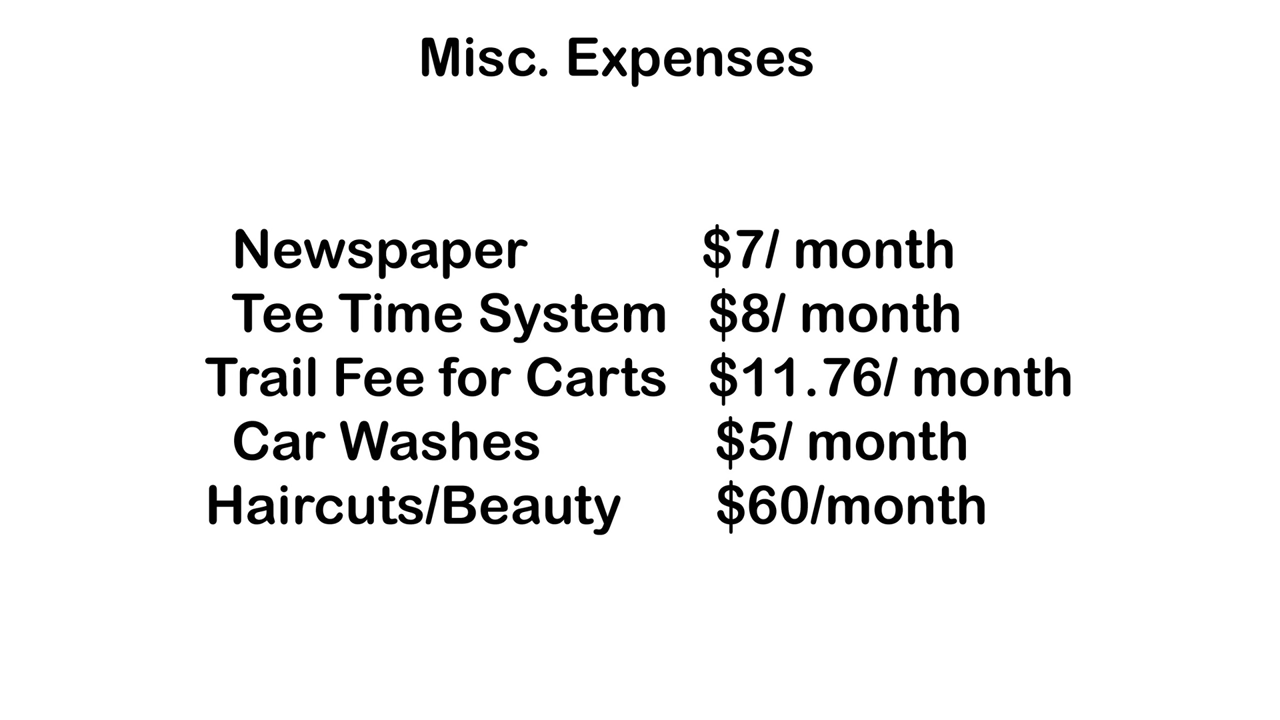 Misc. Expenses
Newspaper $7/ month
Tee Time System $8/ month
Trail Fee for Carts $11.76/ month
Car Washes $5/ month
Haircuts/Beauty $60/month